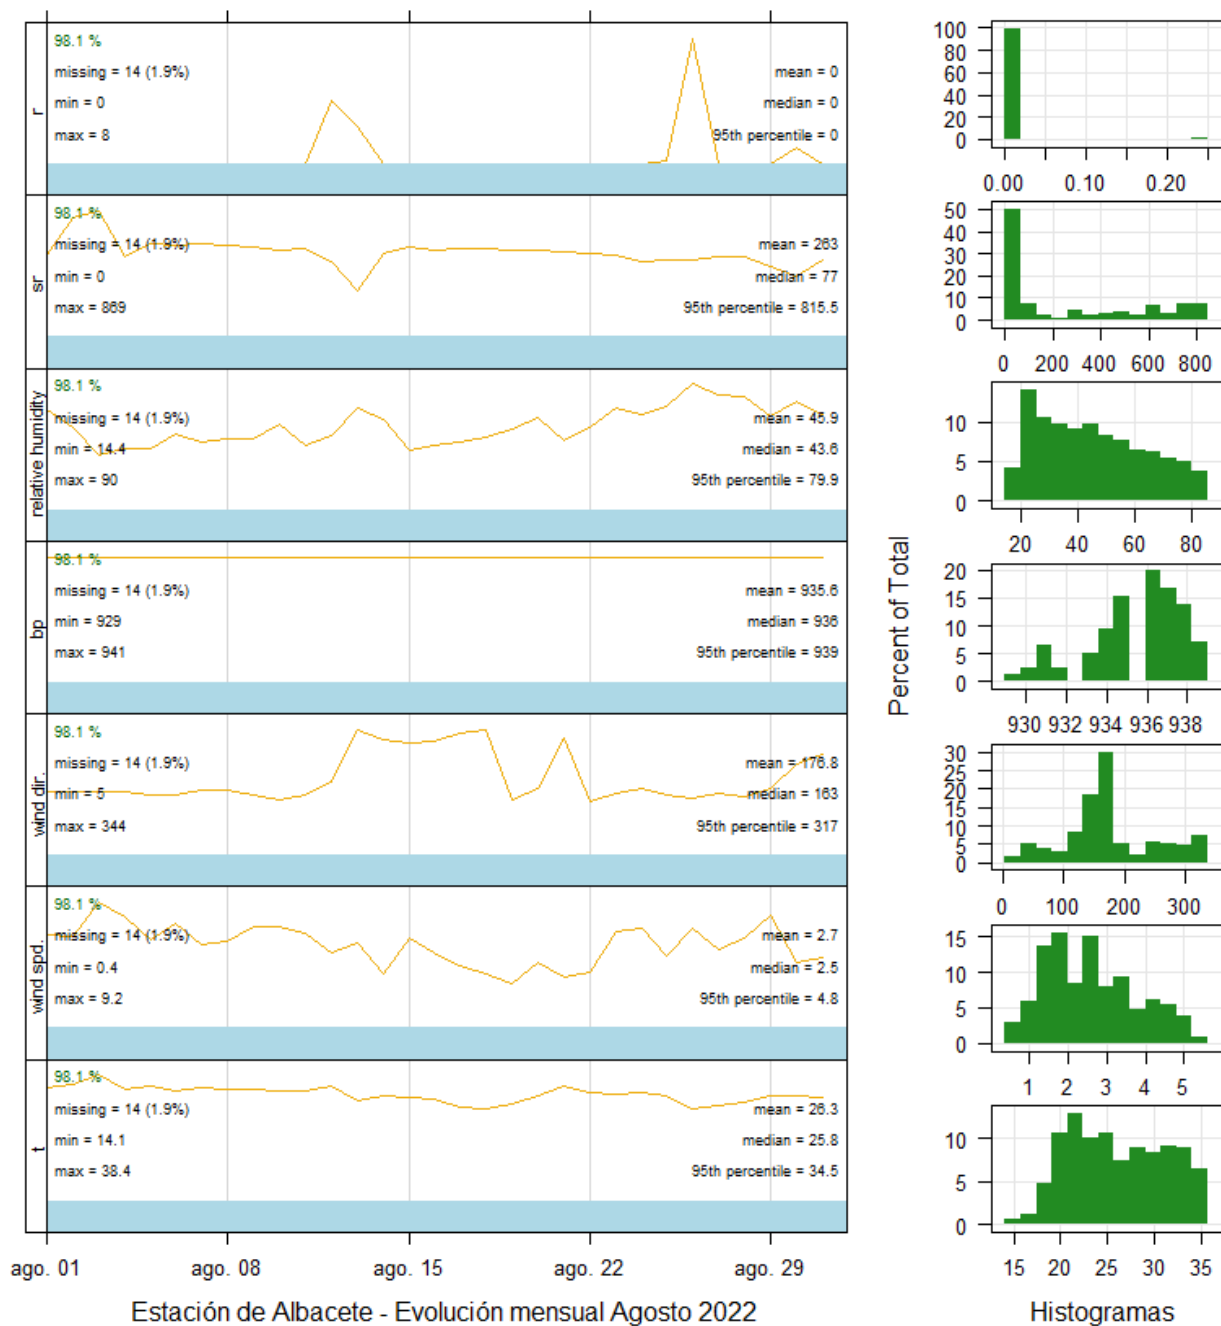 r
98.1 %
missing = 14 (1.9%)
min = 0
max = 8
mean = 0
median = 0
95th percentile = 0
sr
98.1 %
missing = 14 (1.9%)
min = 0
max = 869
mean = 263
median = 77
95th percentile = 815.5
relative humidity
98.1 %
missing = 14 (1.9%)
min = 14.4
max = 90
mean = 45.9
median = 43.6
95th percentile = 79.9
bp
98.1 %
missing = 14 (1.9%)
min = 929
max = 941
mean = 935.6
median = 936
95th percentile = 939
wind dir.
98.1 %
missing = 14 (1.9%)
min = 5
max = 344
mean = 176.8
median = 163
95th percentile = 317
wind spd.
98.1 %
missing = 14 (1.9%)
min = 0.4
max = 9.2
mean = 2.7
median = 2.5
95th percentile = 4.8
t
98.1 %
missing = 14 (1.9%)
min = 14.1
max = 38.4
mean = 26.3
median = 25.8
95th percentile = 34.5
ago. 01 ago. 08 ago. 15 ago. 22 ago. 29
Estación de Albacete - Evolución mensual Agosto 2022
Percent of Total
100
80
60
40
20
0
0.00 0.10 0.20
50
40
30
20
10
0
0 200 400 600 800
10
5
0
20 40 60 80
20
15
10
5
0
930 932 934 936 938
30
25
20
15
10
5
0
0 100 200 300
15
10
5
0
1 2 3 4 5
10
5
0
15 20 25 30 35
Histogramas